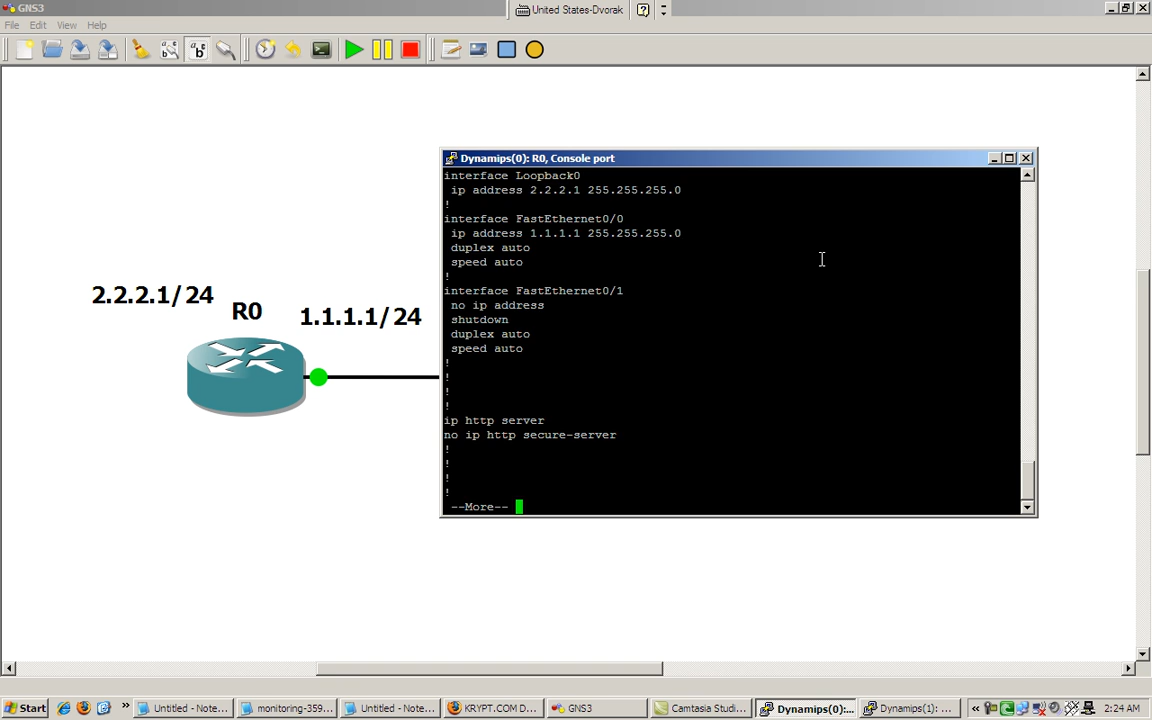 GNS3
United States-Dvorak
File Edit View Help
Dynamips(0): R0, Console port
interface Loopback0
ip address 2.2.2.1 255.255.255.0
!
interface FastEthernet0/0
ip address 1.1.1.1 255.255.255.0
duplex auto
speed auto
!
interface FastEthernet0/1
no ip address
shutdown
duplex auto
speed auto
!
!
!
!
ip http server
no ip http secure-server
!
!
!
!
--More--
2.2.2.1/24
R0
1.1.1.1/24
Start
Untitled - Note...
monitoring-359...
Untitled - Note...
KRYPT.COM D...
GNS3
Camtasia Studi...
Dynamips(0):...
Dynamips(1): ...
2:24 AM